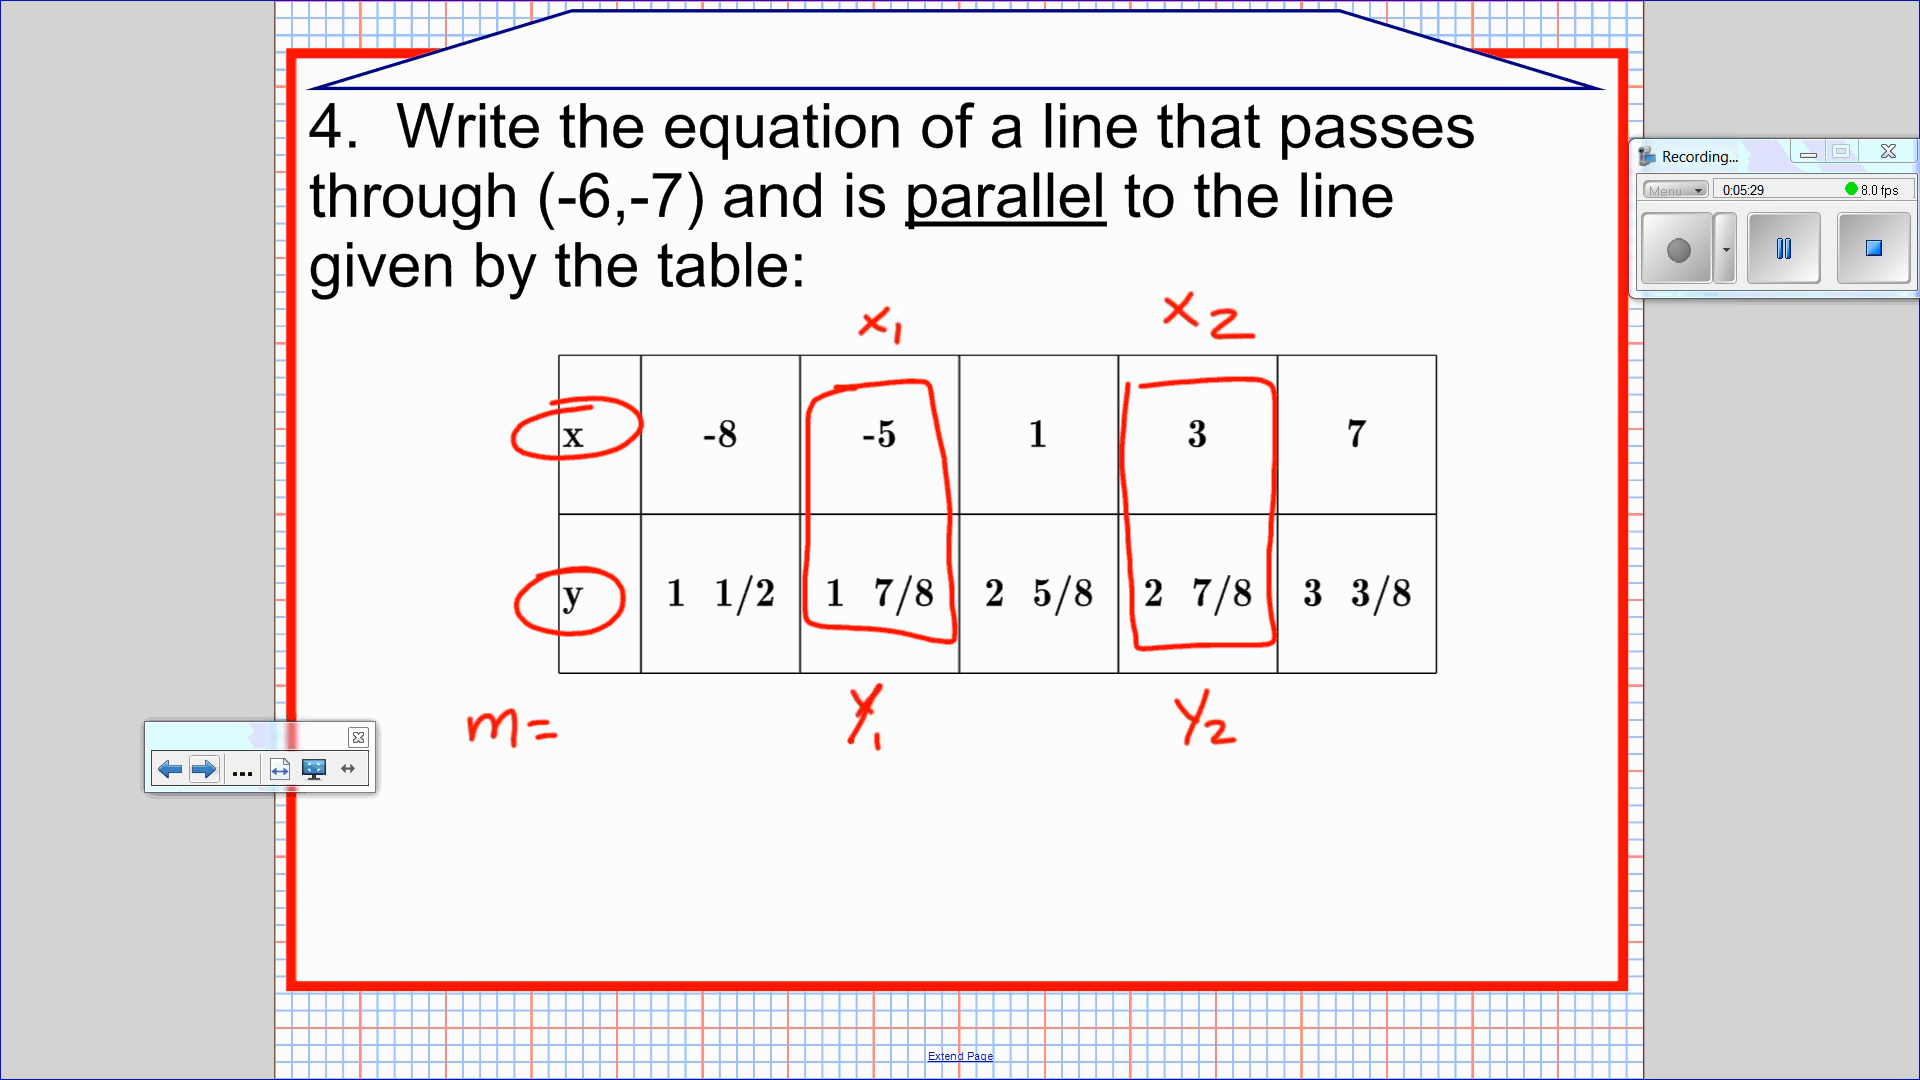 4. Write the equation of a line that passes
through (-6,-7) and is parallel to the line
given by the table:
Recording...
Menu
0:05:29
8.0 fps
x₁ x₂
x -8 -5 1 3 7
y 1 1/2 1 7/8 2 5/8 2 7/8 3 3/8
m= y₁ y₂
...
Extend Page